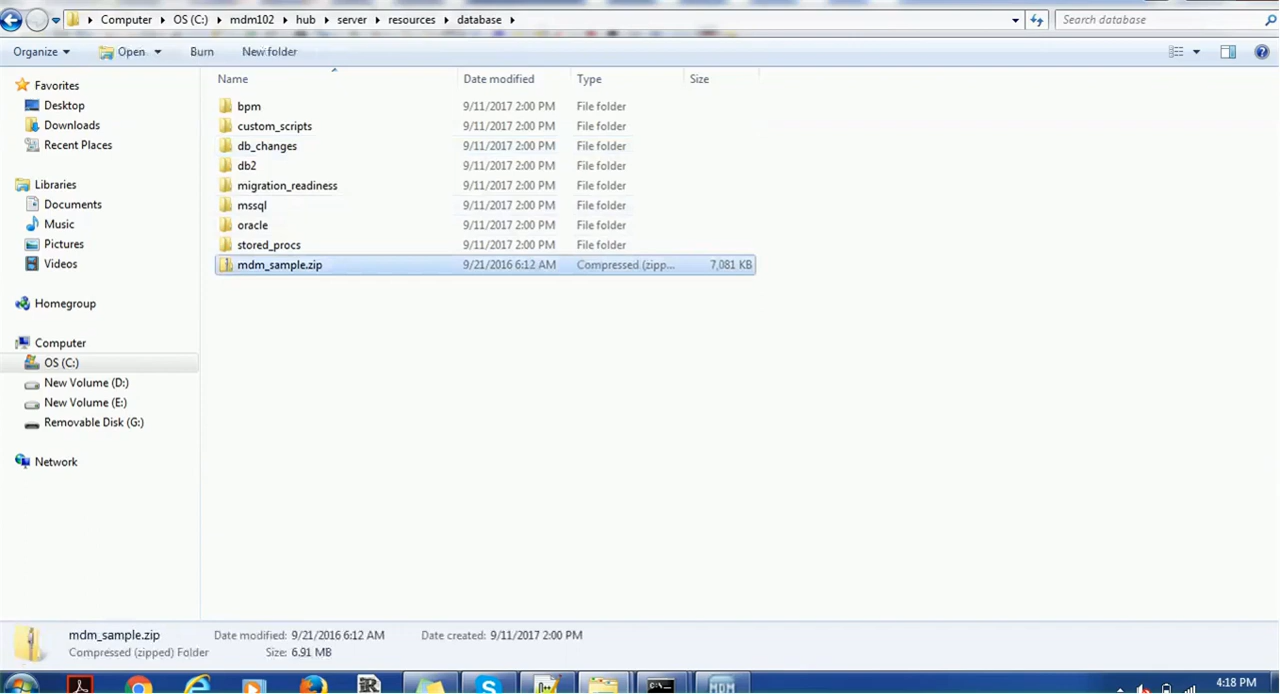 Computer OS (C:) mdm102 hub server resources database
Search database
Organize Open Burn New folder
Name Date modified Type Size
Favorites
Desktop
Downloads
Recent Places
Libraries
Documents
Music
Pictures
Videos
Homegroup
Computer
OS (C:)
New Volume (D:)
New Volume (E:)
Removable Disk (G:)
Network
bpm 9/11/2017 2:00 PM File folder
custom_scripts 9/11/2017 2:00 PM File folder
db_changes 9/11/2017 2:00 PM File folder
db2 9/11/2017 2:00 PM File folder
migration_readiness 9/11/2017 2:00 PM File folder
mssql 9/11/2017 2:00 PM File folder
oracle 9/11/2017 2:00 PM File folder
stored_procs 9/11/2017 2:00 PM File folder
mdm_sample.zip 9/21/2016 6:12 AM Compressed (zipp... 7,081 KB
mdm_sample.zip Date modified: 9/21/2016 6:12 AM Date created: 9/11/2017 2:00 PM
Compressed (zipped) Folder Size: 6.91 MB
MDM
4:18 PM